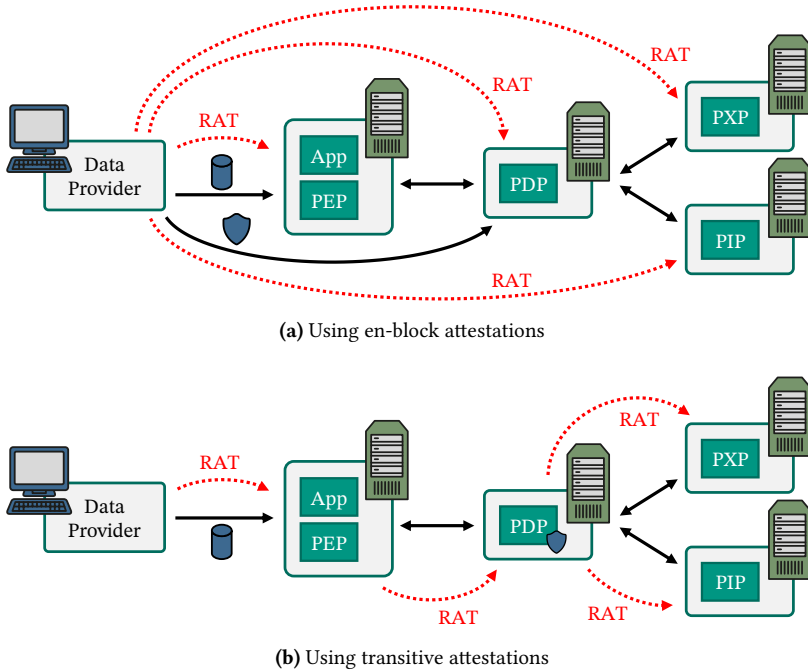 RAT
RAT
RAT
App
PEP
PXP
PDP
Data
Provider
PIP
RAT
(a) Using en-block attestations
RAT
RAT
App
PEP
PXP
PDP
Data
Provider
PIP
RAT
RAT
(b) Using transitive attestations